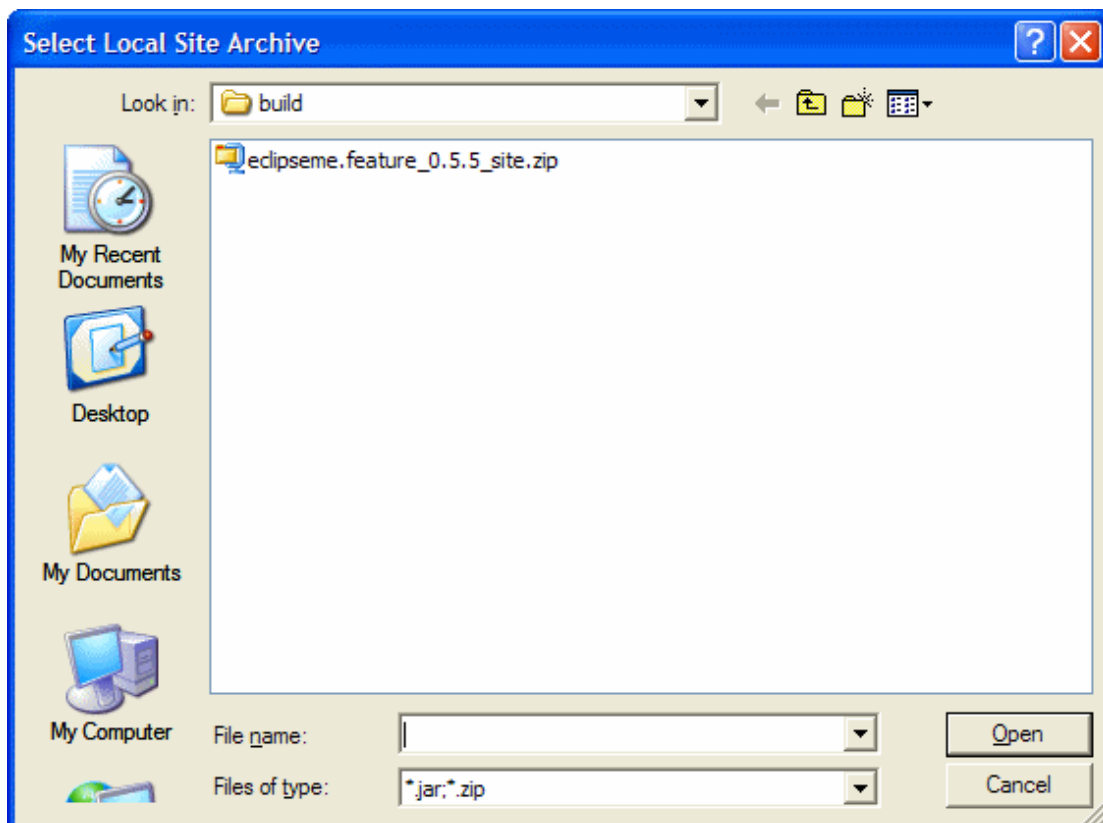 Select Local Site Archive
Look in:
build
eclipseme.feature_0.5.5_site.zip
My Recent
Documents
Desktop
My Documents
My Computer
File name:
Open
Files of type:
*.jar;*.zip
Cancel